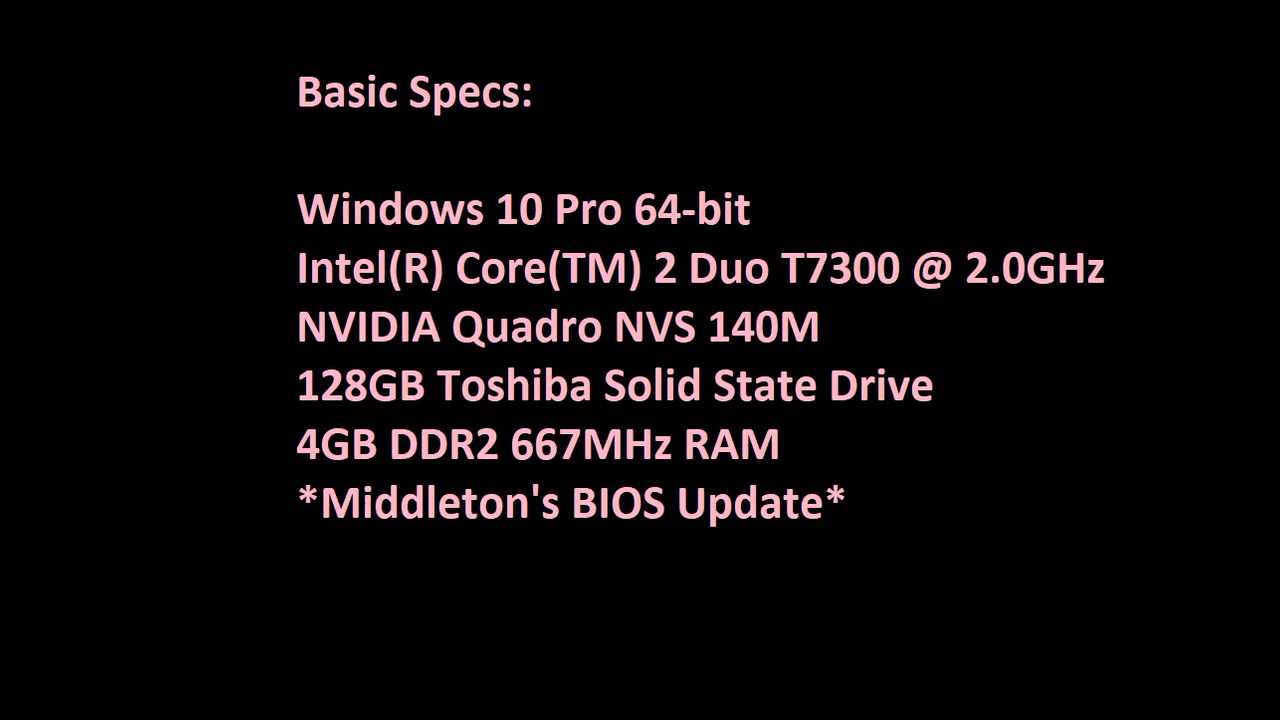 Basic Specs:
Windows 10 Pro 64-bit
Intel(R) Core(TM) 2 Duo T7300 @ 2.0GHz
NVIDIA Quadro NVS 140M
128GB Toshiba Solid State Drive
4GB DDR2 667MHz RAM
*Middleton's BIOS Update*